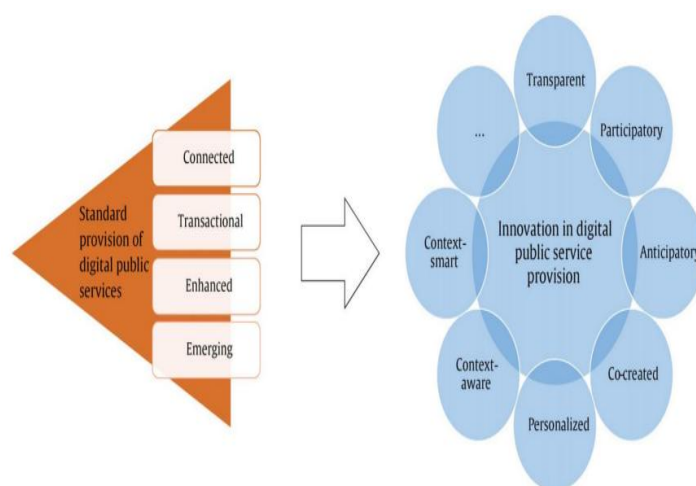 Standard
provision of
digital public
services
Connected
Transactional
Enhanced
Emerging
Innovation in digital
public service
provision
Transparent
Participatory
Anticipatory
Co-created
Personalized
Context-
aware
Context-
smart
...